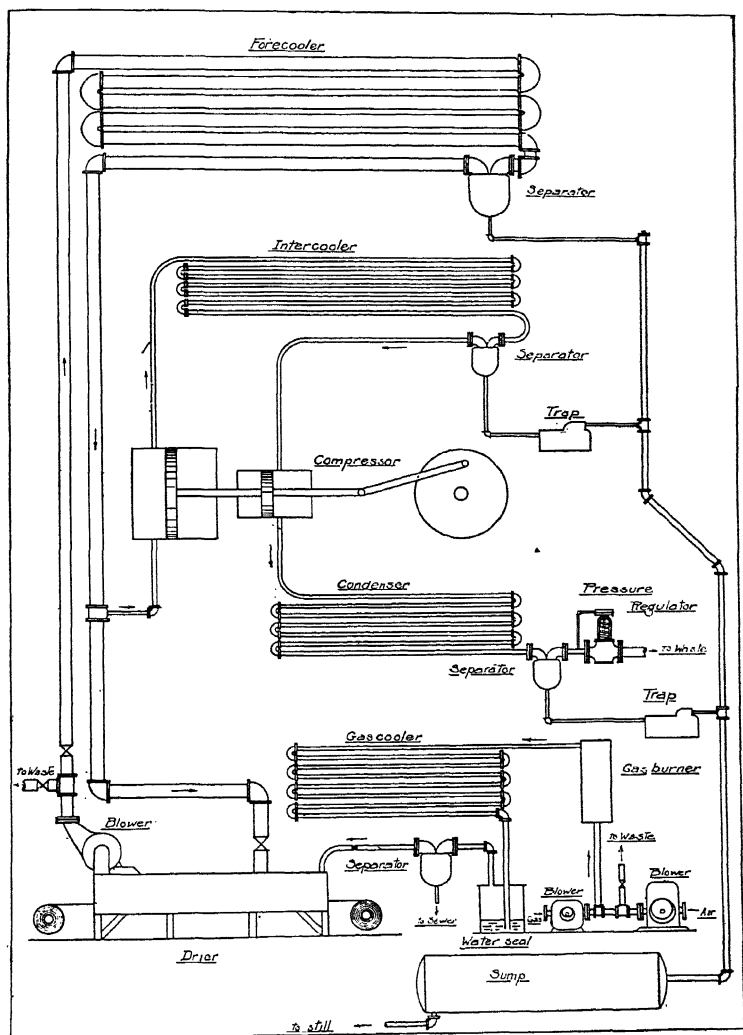 Forecooler
Separator
Intercooler
Separator
Trap
Compressor
Condenser
Pressure
Regulator
to Waste
Separator
Trap
Gas cooler
Gas burner
to Waste
Blower
Separator
to Waste
Blower
Blower
Gas
Air
to Sewer
Water seal
Drier
Sump
to still